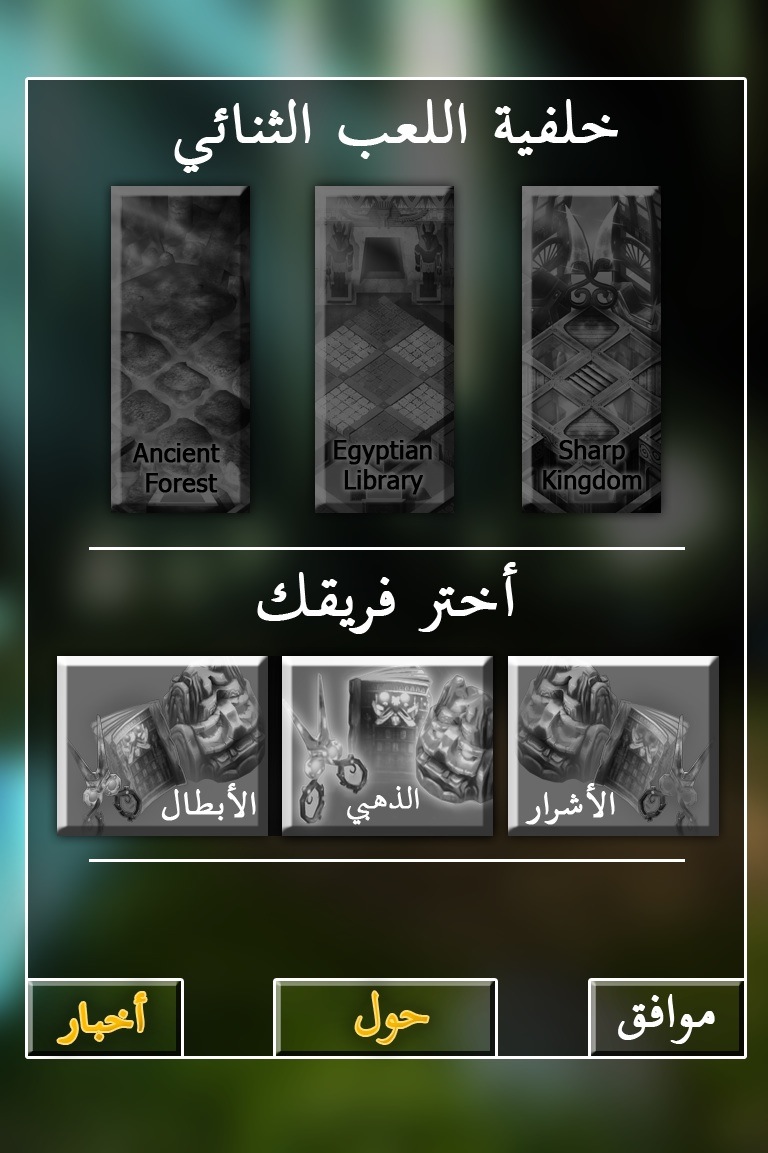 خلفية اللعب الثنائي
Ancient
Forest
Egyptian
Library
Sharp
Kingdom
أختر فريقك
الأبطال
الذهبي
الأشرار
أخبار
حول
موافق